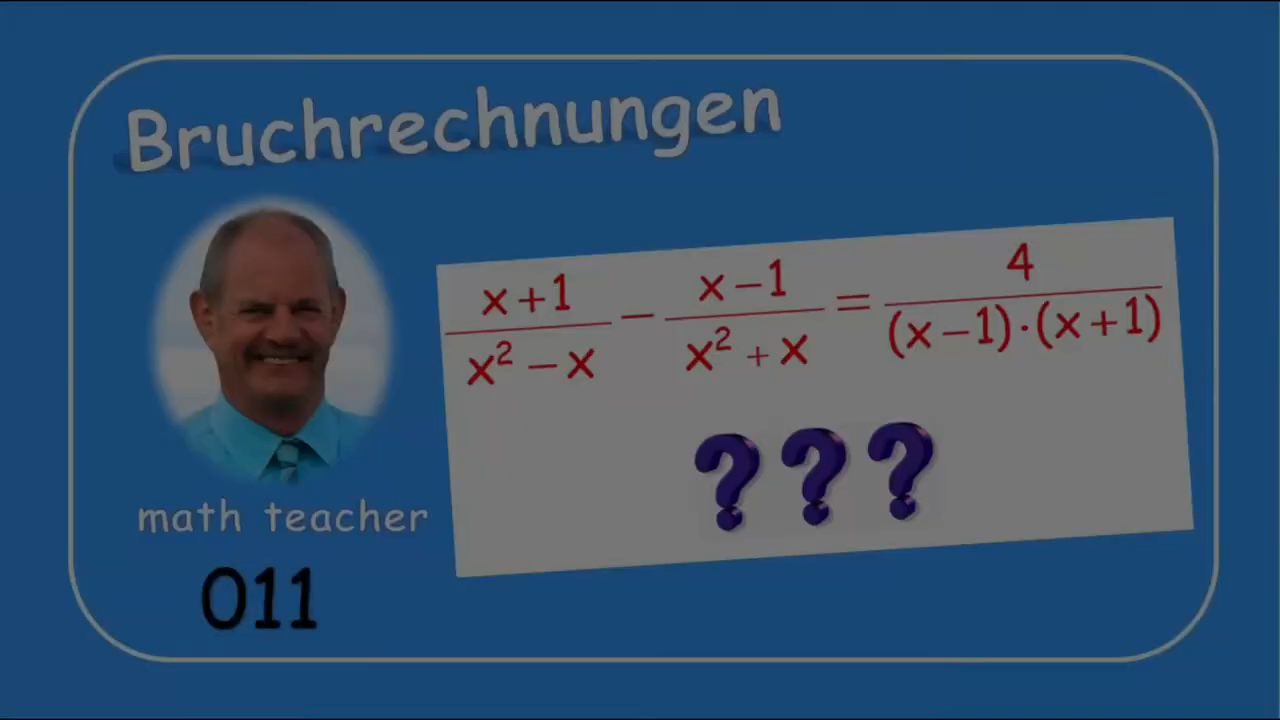 Bruchrechnungen
x+1 / x² − x − x−1 / x² + x = 4 / (x−1)·(x+1)
???
math teacher
011